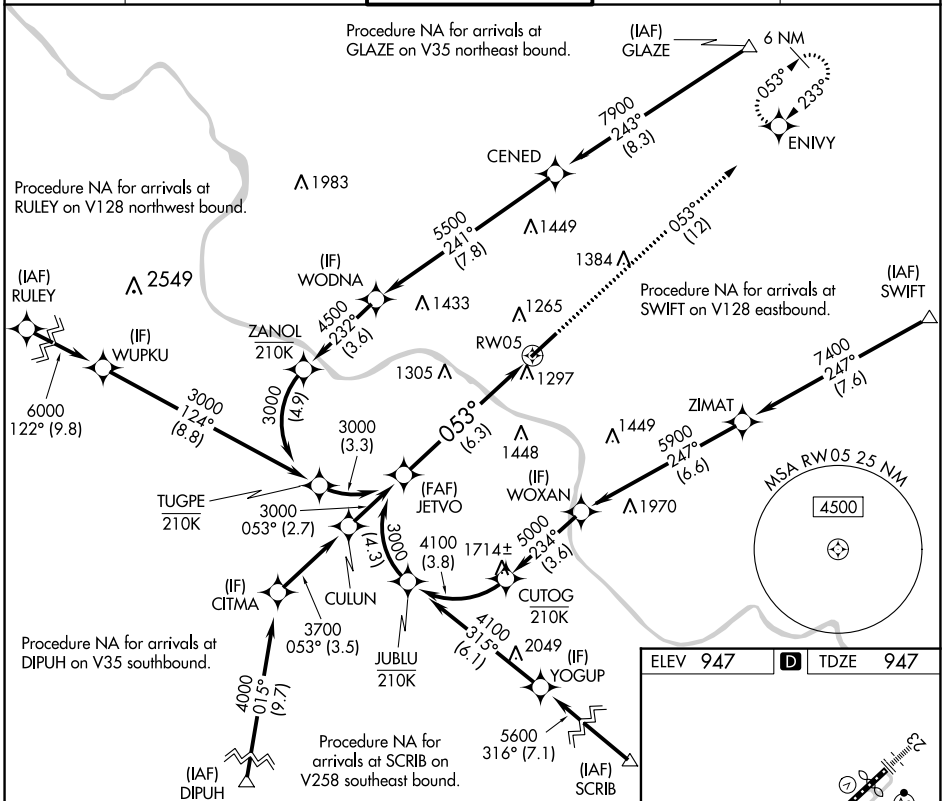 Procedure NA for arrivals at
GLAZE on V35 northeast bound.
(IAF)
GLAZE
6 NM
053°
233°
ENIVY
7900
243°
(8.3)
CENED
Procedure NA for arrivals at
RULEY on V128 northwest bound.
1983
5500
241°
(7.8)
1449
053°
(12)
1384
(IAF)
RULEY
2549
(IF)
WODNA
1433
1265
Procedure NA for arrivals at
SWIFT on V128 eastbound.
(IAF)
SWIFT
(IF)
WUPKU
ZANOL
210K
4500
232°
(3.6)
RW05
1305
1297
7400
247°
(7.6)
6000
122° (9.8)
3000
124°
(8.8)
3000
(4.9)
3000
(3.3)
053°
(6.3)
1448
1449
ZIMAT
5900
247°
(6.6)
MSA RW05 25 NM
4500
TUGPE
210K
3000
053° (2.7)
(FAF)
JETVO
(IF)
WOXAN
1970
3000
(4.3)
4100
(3.8)
1714±
5000
234°
(3.6)
(IF)
CITMA
CULUN
CUTOG
210K
3700
053° (3.5)
Procedure NA for arrivals at
DIPUH on V35 southbound.
JUBLU
210K
4100
315°
(6.1)
2049
(IF)
YOGUP
4000
015°
(9.7)
(IAF)
DIPUH
Procedure NA for
arrivals at SCRIB on
V258 southeast bound.
5600
316° (7.1)
(IAF)
SCRIB
ELEV 947
D
TDZE 947
23
V